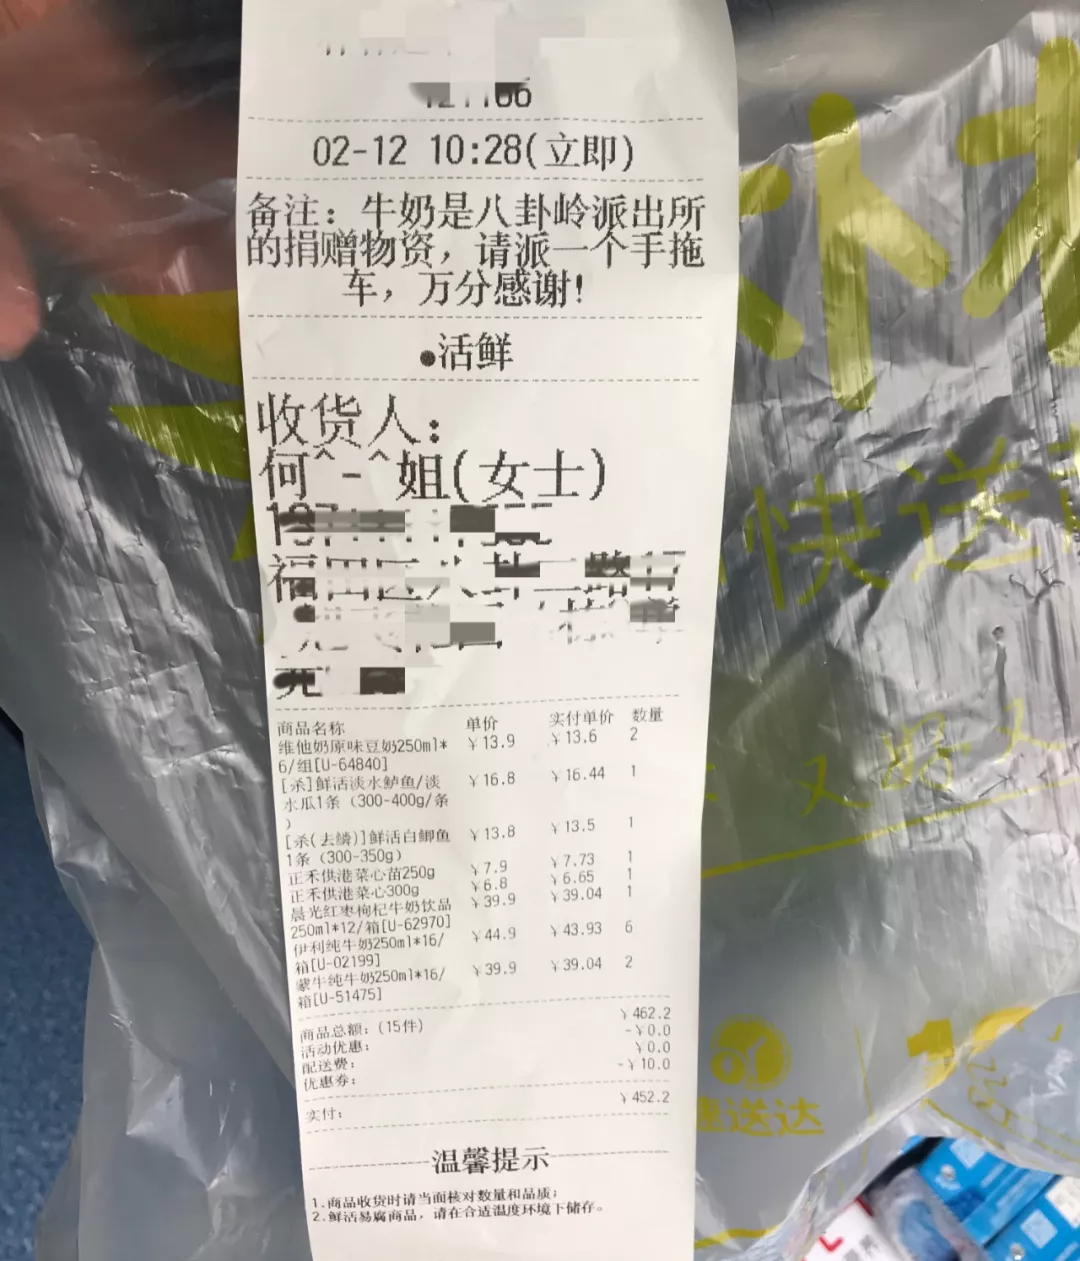 02-12 10:28(立即)
备注：牛奶是八卦岭派出所
的捐赠物资，请派一个手拖
车，万分感谢!
●活鲜
收货人：
何^-^姐(女士)
商品名称 单价 实付单价 数量
维他奶原味豆奶250ml* ￥13.9 ￥13.6 2
6/组[U-64840]
[杀]鲜活淡水鲈鱼/淡 ￥16.8 ￥16.44 1
水瓜1条（300-400g/条
）
[杀(去鳞)]鲜活白鲫鱼 ￥13.8 ￥13.5 1
1条（300-350g）
正禾供港菜心苗250g ￥7.9 ￥7.73 1
正禾供港菜心300g ￥6.8 ￥6.65 1
晨光红枣枸杞牛奶饮品 ￥39.9 ￥39.04 1
250ml*12/箱[U-62970]
伊利纯牛奶250ml*16/ ￥44.9 ￥43.93 6
箱[U-02199]
蒙牛纯牛奶250ml*16/ ￥39.9 ￥39.04 2
箱[U-51475]
商品总额：(15件) ￥462.2
活动优惠： -￥0.0
配送费： ￥0.0
优惠券： -￥10.0
实付： ￥452.2
温馨提示
1.商品收货时请当面核对数量和品质；
2.鲜活易腐商品，请在合适温度环境下储存。
朴
快送
又好又
速送达